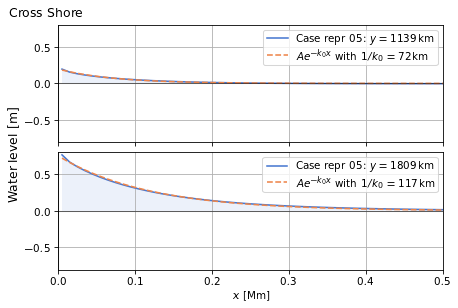 Cross Shore
Water level [m]
0.5
0.0
−0.5
Case repr 05: y = 1139 km
Ae^{−k₀x} with 1/k₀ = 72 km
0.5
0.0
−0.5
Case repr 05: y = 1809 km
Ae^{−k₀x} with 1/k₀ = 117 km
0.0 0.1 0.2 0.3 0.4 0.5
x [Mm]